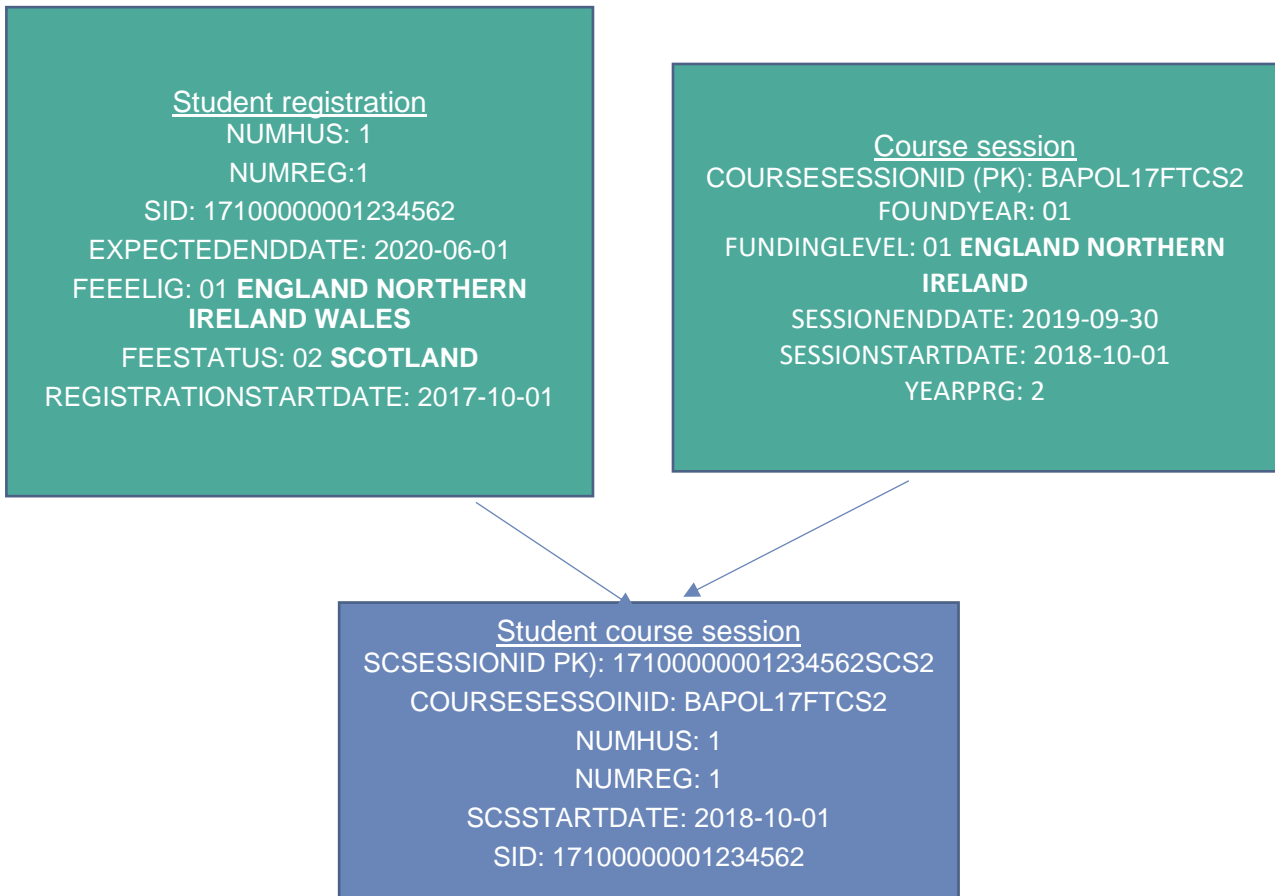 Student registration
NUMHUS: 1
NUMREG:1
SID: 17100000001234562
EXPECTEDENDDATE: 2020-06-01
FEEELIG: 01 ENGLAND NORTHERN
IRELAND WALES
FEESTATUS: 02 SCOTLAND
REGISTRATIONSTARTDATE: 2017-10-01
Course session
COURSESESSIONID (PK): BAPOL17FTCS2
FOUNDYEAR: 01
FUNDINGLEVEL: 01 ENGLAND NORTHERN
IRELAND
SESSIONENDDATE: 2019-09-30
SESSIONSTARTDATE: 2018-10-01
YEARPRG: 2
Student course session
SCSESSIONID PK): 17100000001234562SCS2
COURSESESSOINID: BAPOL17FTCS2
NUMHUS: 1
NUMREG: 1
SCSSTARTDATE: 2018-10-01
SID: 17100000001234562